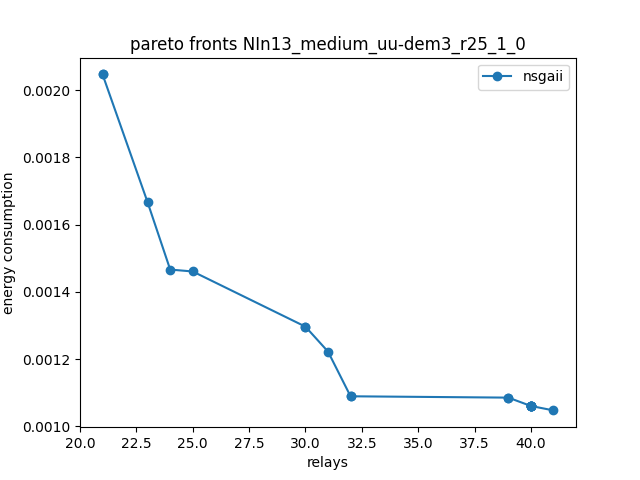 pareto fronts NIn13_medium_uu-dem3_r25_1_0
nsgaii
energy consumption
0.0020
0.0018
0.0016
0.0014
0.0012
0.0010
20.0 22.5 25.0 27.5 30.0 32.5 35.0 37.5 40.0
relays